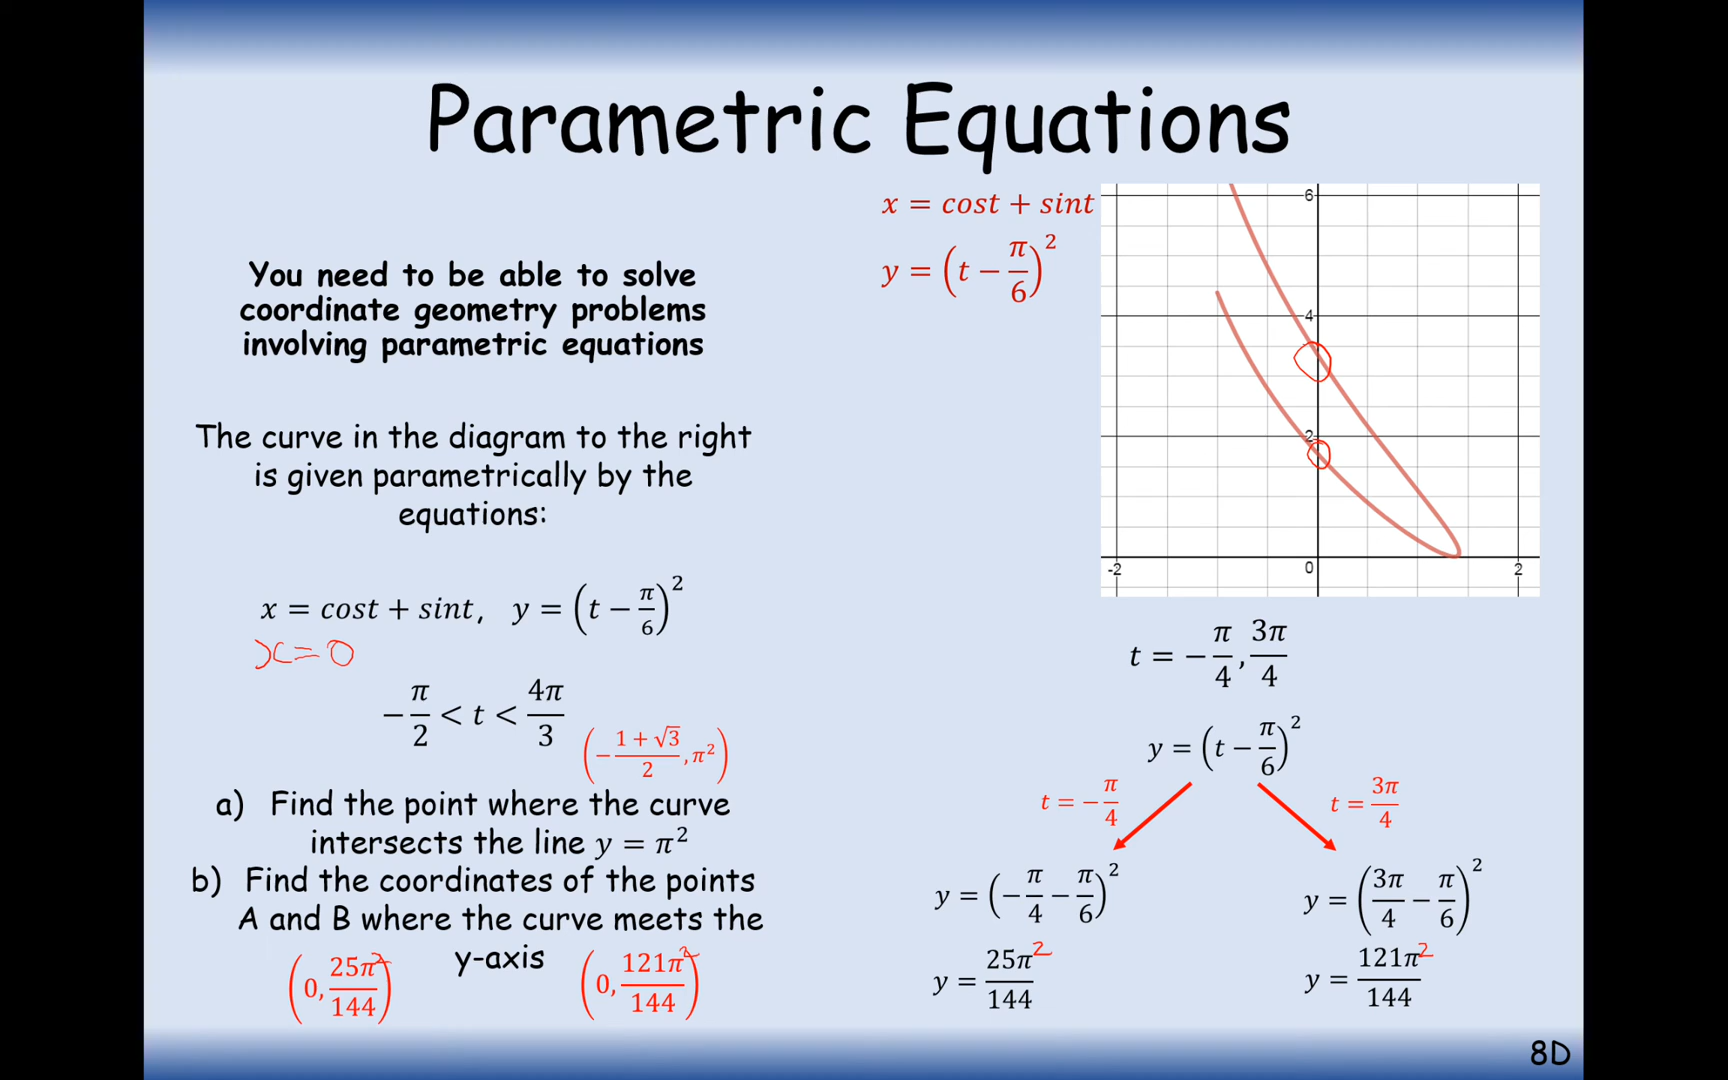 Parametric Equations
You need to be able to solve
coordinate geometry problems
involving parametric equations
The curve in the diagram to the right
is given parametrically by the
equations:
x = cost + sint, y = (t − π/6)²
x=0
−π/2 < t < 4π/3
(−(1 + √3)/2, π²)
a) Find the point where the curve
intersects the line y = π²
b) Find the coordinates of the points
A and B where the curve meets the
y-axis
(0, 25π²/144)
(0, 121π²/144)
x = cost + sint
y = (t − π/6)²
6
4
2
-2
0
2
t = −π/4, 3π/4
y = (t − π/6)²
t = −π/4
t = 3π/4
y = (−π/4 − π/6)²
y = (3π/4 − π/6)²
y = 25π²/144
y = 121π²/144
8D